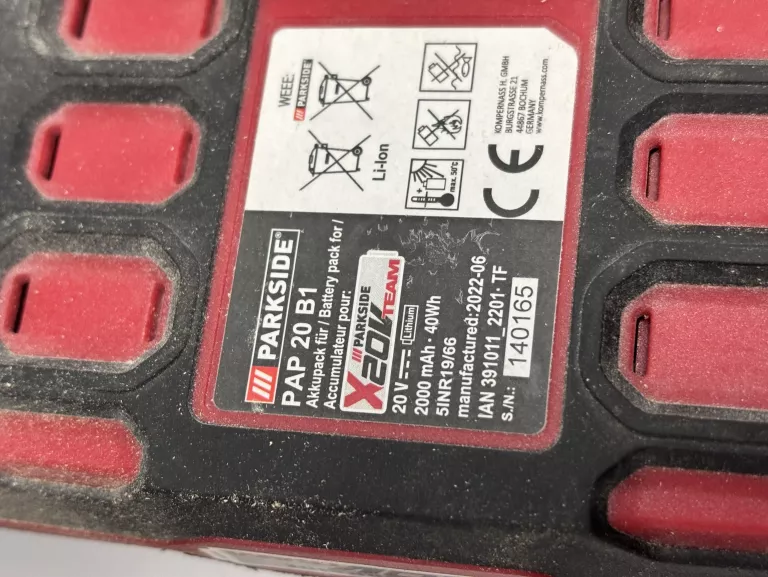 WEEE:
PARKSIDE®
Li-Ion
max. 50°C
KOMPERNASS H. GMBH
BURGSTRASSE 21
44867 BOCHUM
GERMANY
www.kompernass.com
CE
PARKSIDE®
PAP 20 B1
Akkupack für / Battery pack for /
Accumulateur pour:
PARKSIDE
X20V
TEAM
20 V Lithium
2000 mAh · 40Wh
5INR19/66
manufactured:2022-06
IAN 391011_2201· TF
S./N.: 140165